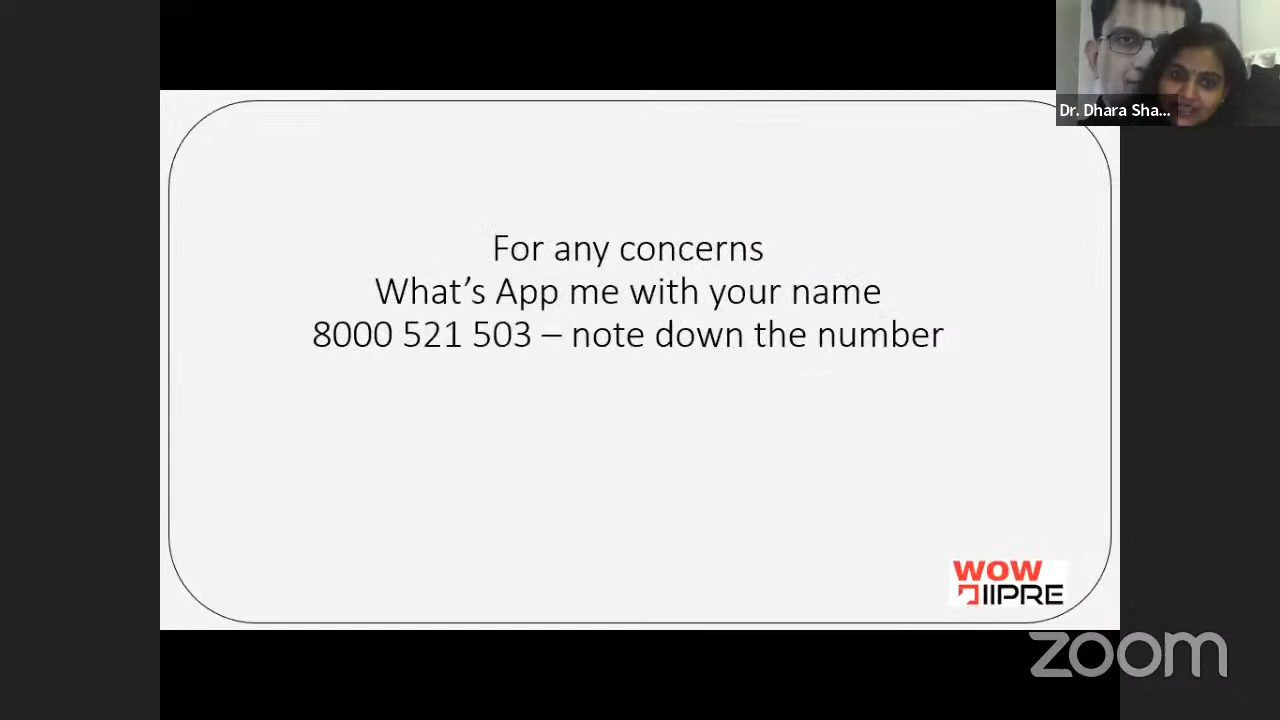 Dr. Dhara Sha...
For any concerns
What's App me with your name
8000 521 503 – note down the number
WOW
IIPRE
zoom